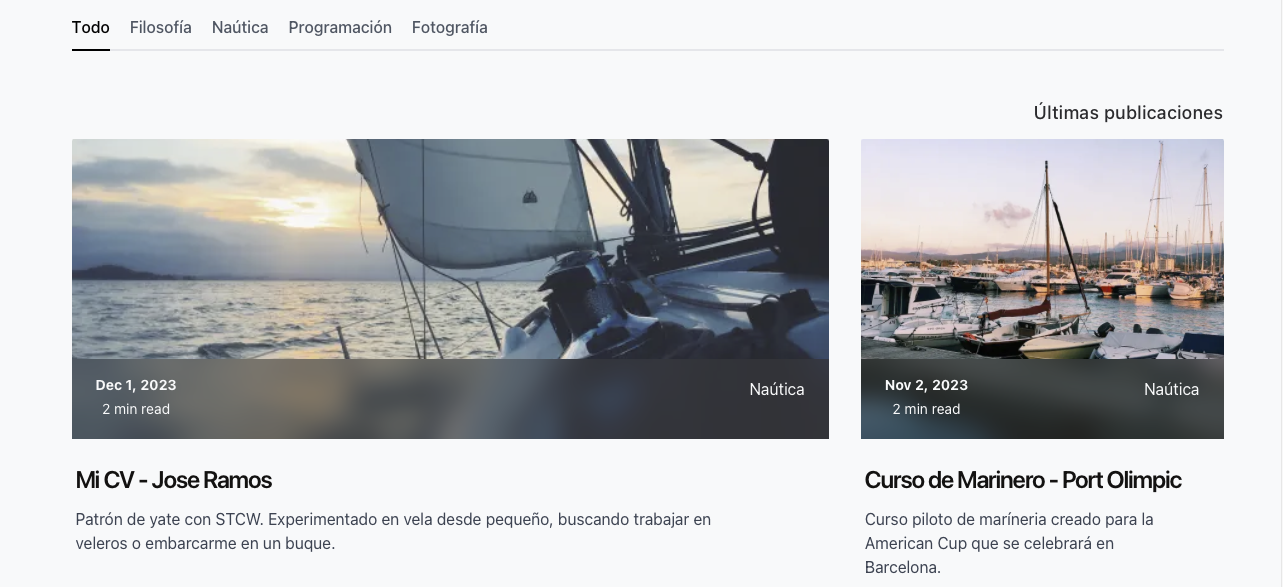 Todo Filosofía Naútica Programación Fotografía
Últimas publicaciones
Dec 1, 2023
2 min read
Naútica
Mi CV - Jose Ramos
Patrón de yate con STCW. Experimentado en vela desde pequeño, buscando trabajar en
veleros o embarcarme en un buque.
Nov 2, 2023
2 min read
Naútica
Curso de Marinero - Port Olimpic
Curso piloto de maríneria creado para la
American Cup que se celebrará en
Barcelona.